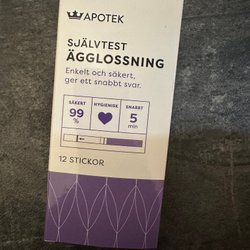 APOTEK
SJÄLVTEST
ÄGGLOSSNING
Enkelt och säkert,
ger ett snabbt svar.
SÄKERT HYGIENISK SNABBT
99 5
% min
12 STICKOR